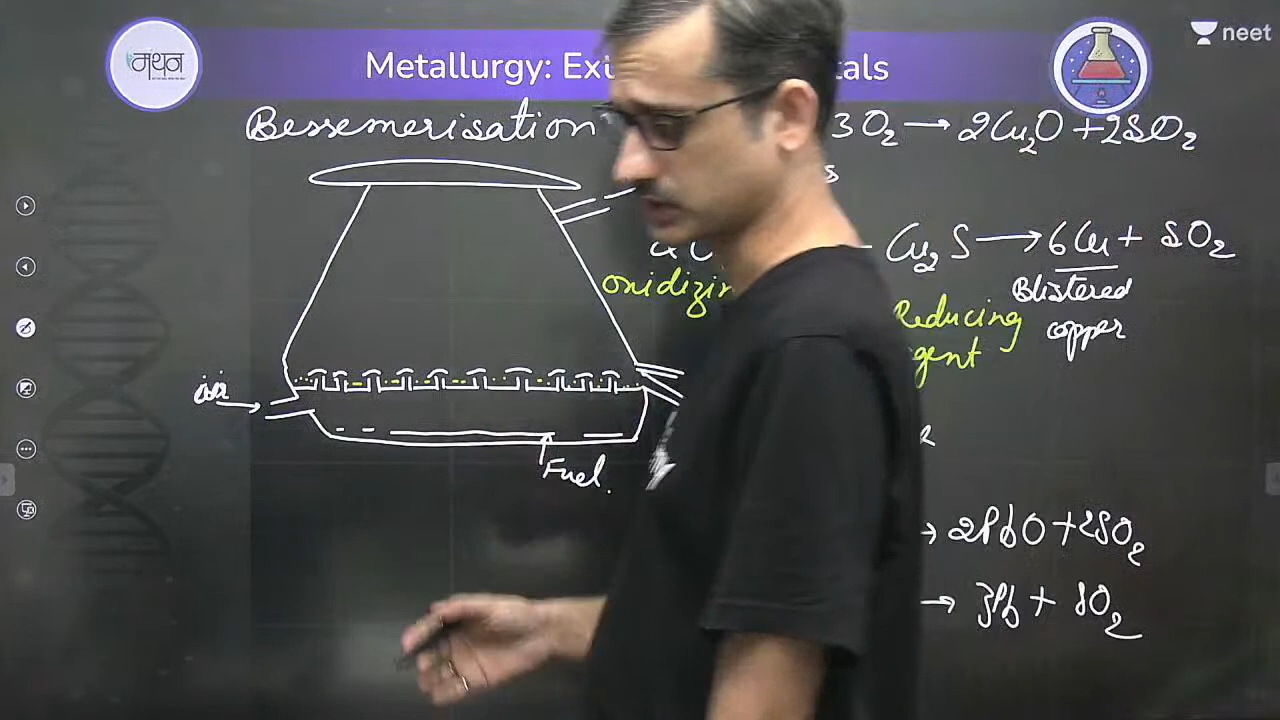 मंथन
Metallurgy: Ex tals
neet
Bessemerisation
3O₂ → 2Cu₂O + 2SO₂
Cu₂S → 6Cu + SO₂
oxidizin
Blistered
copper
Reducing
gent
air
Fuel.
→ 2PbO + 2SO₂
→ 3Pb + SO₂